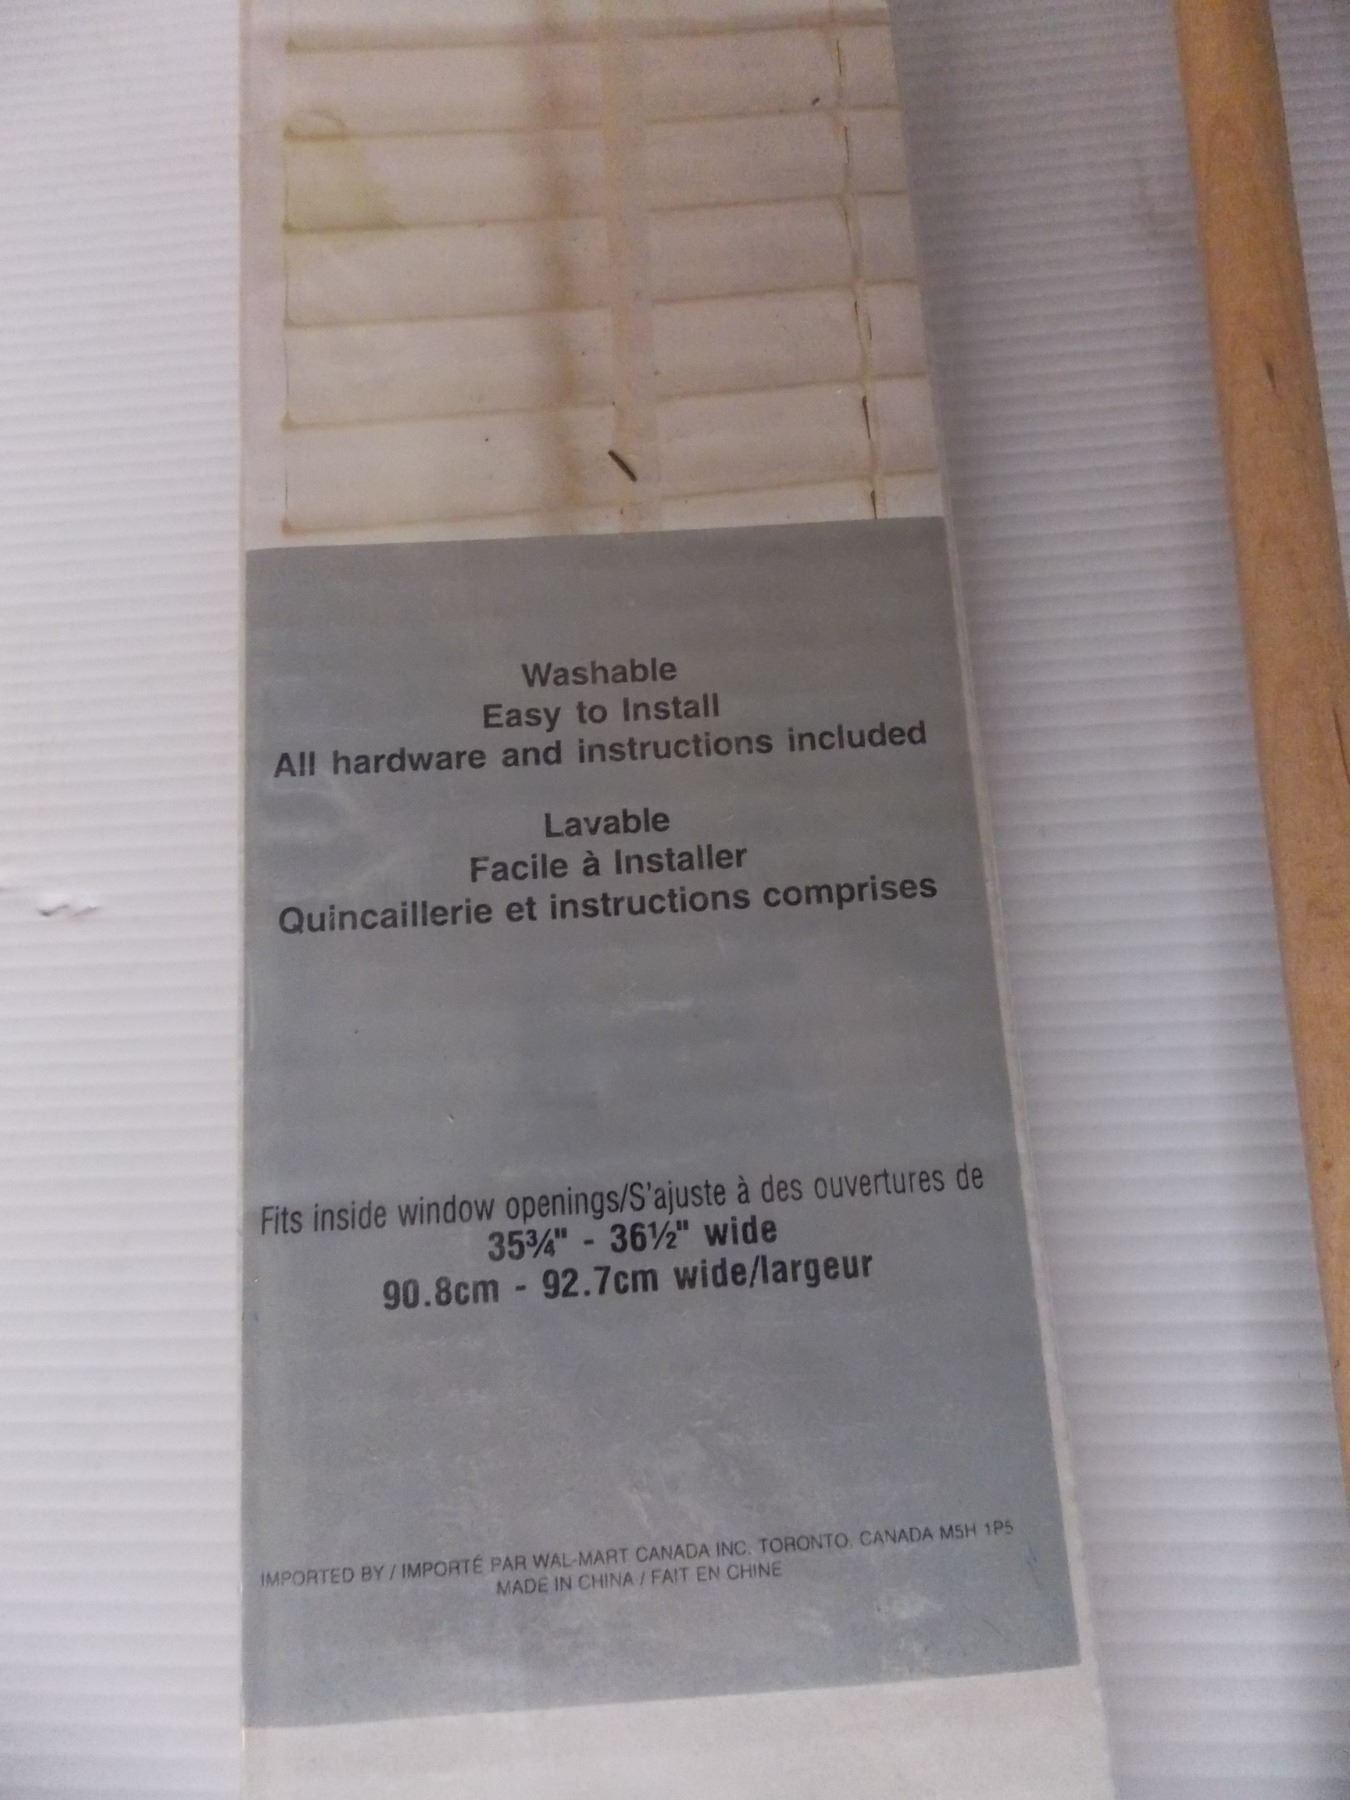 Washable
Easy to Install
All hardware and instructions included
Lavable
Facile à Installer
Quincaillerie et instructions comprises
Fits inside window openings/S'ajuste à des ouvertures de
35¾" - 36½" wide
90.8cm - 92.7cm wide/largeur
IMPORTED BY / IMPORTÉ PAR WAL-MART CANADA INC. TORONTO, CANADA M5H 1P5
MADE IN CHINA / FAIT EN CHINE